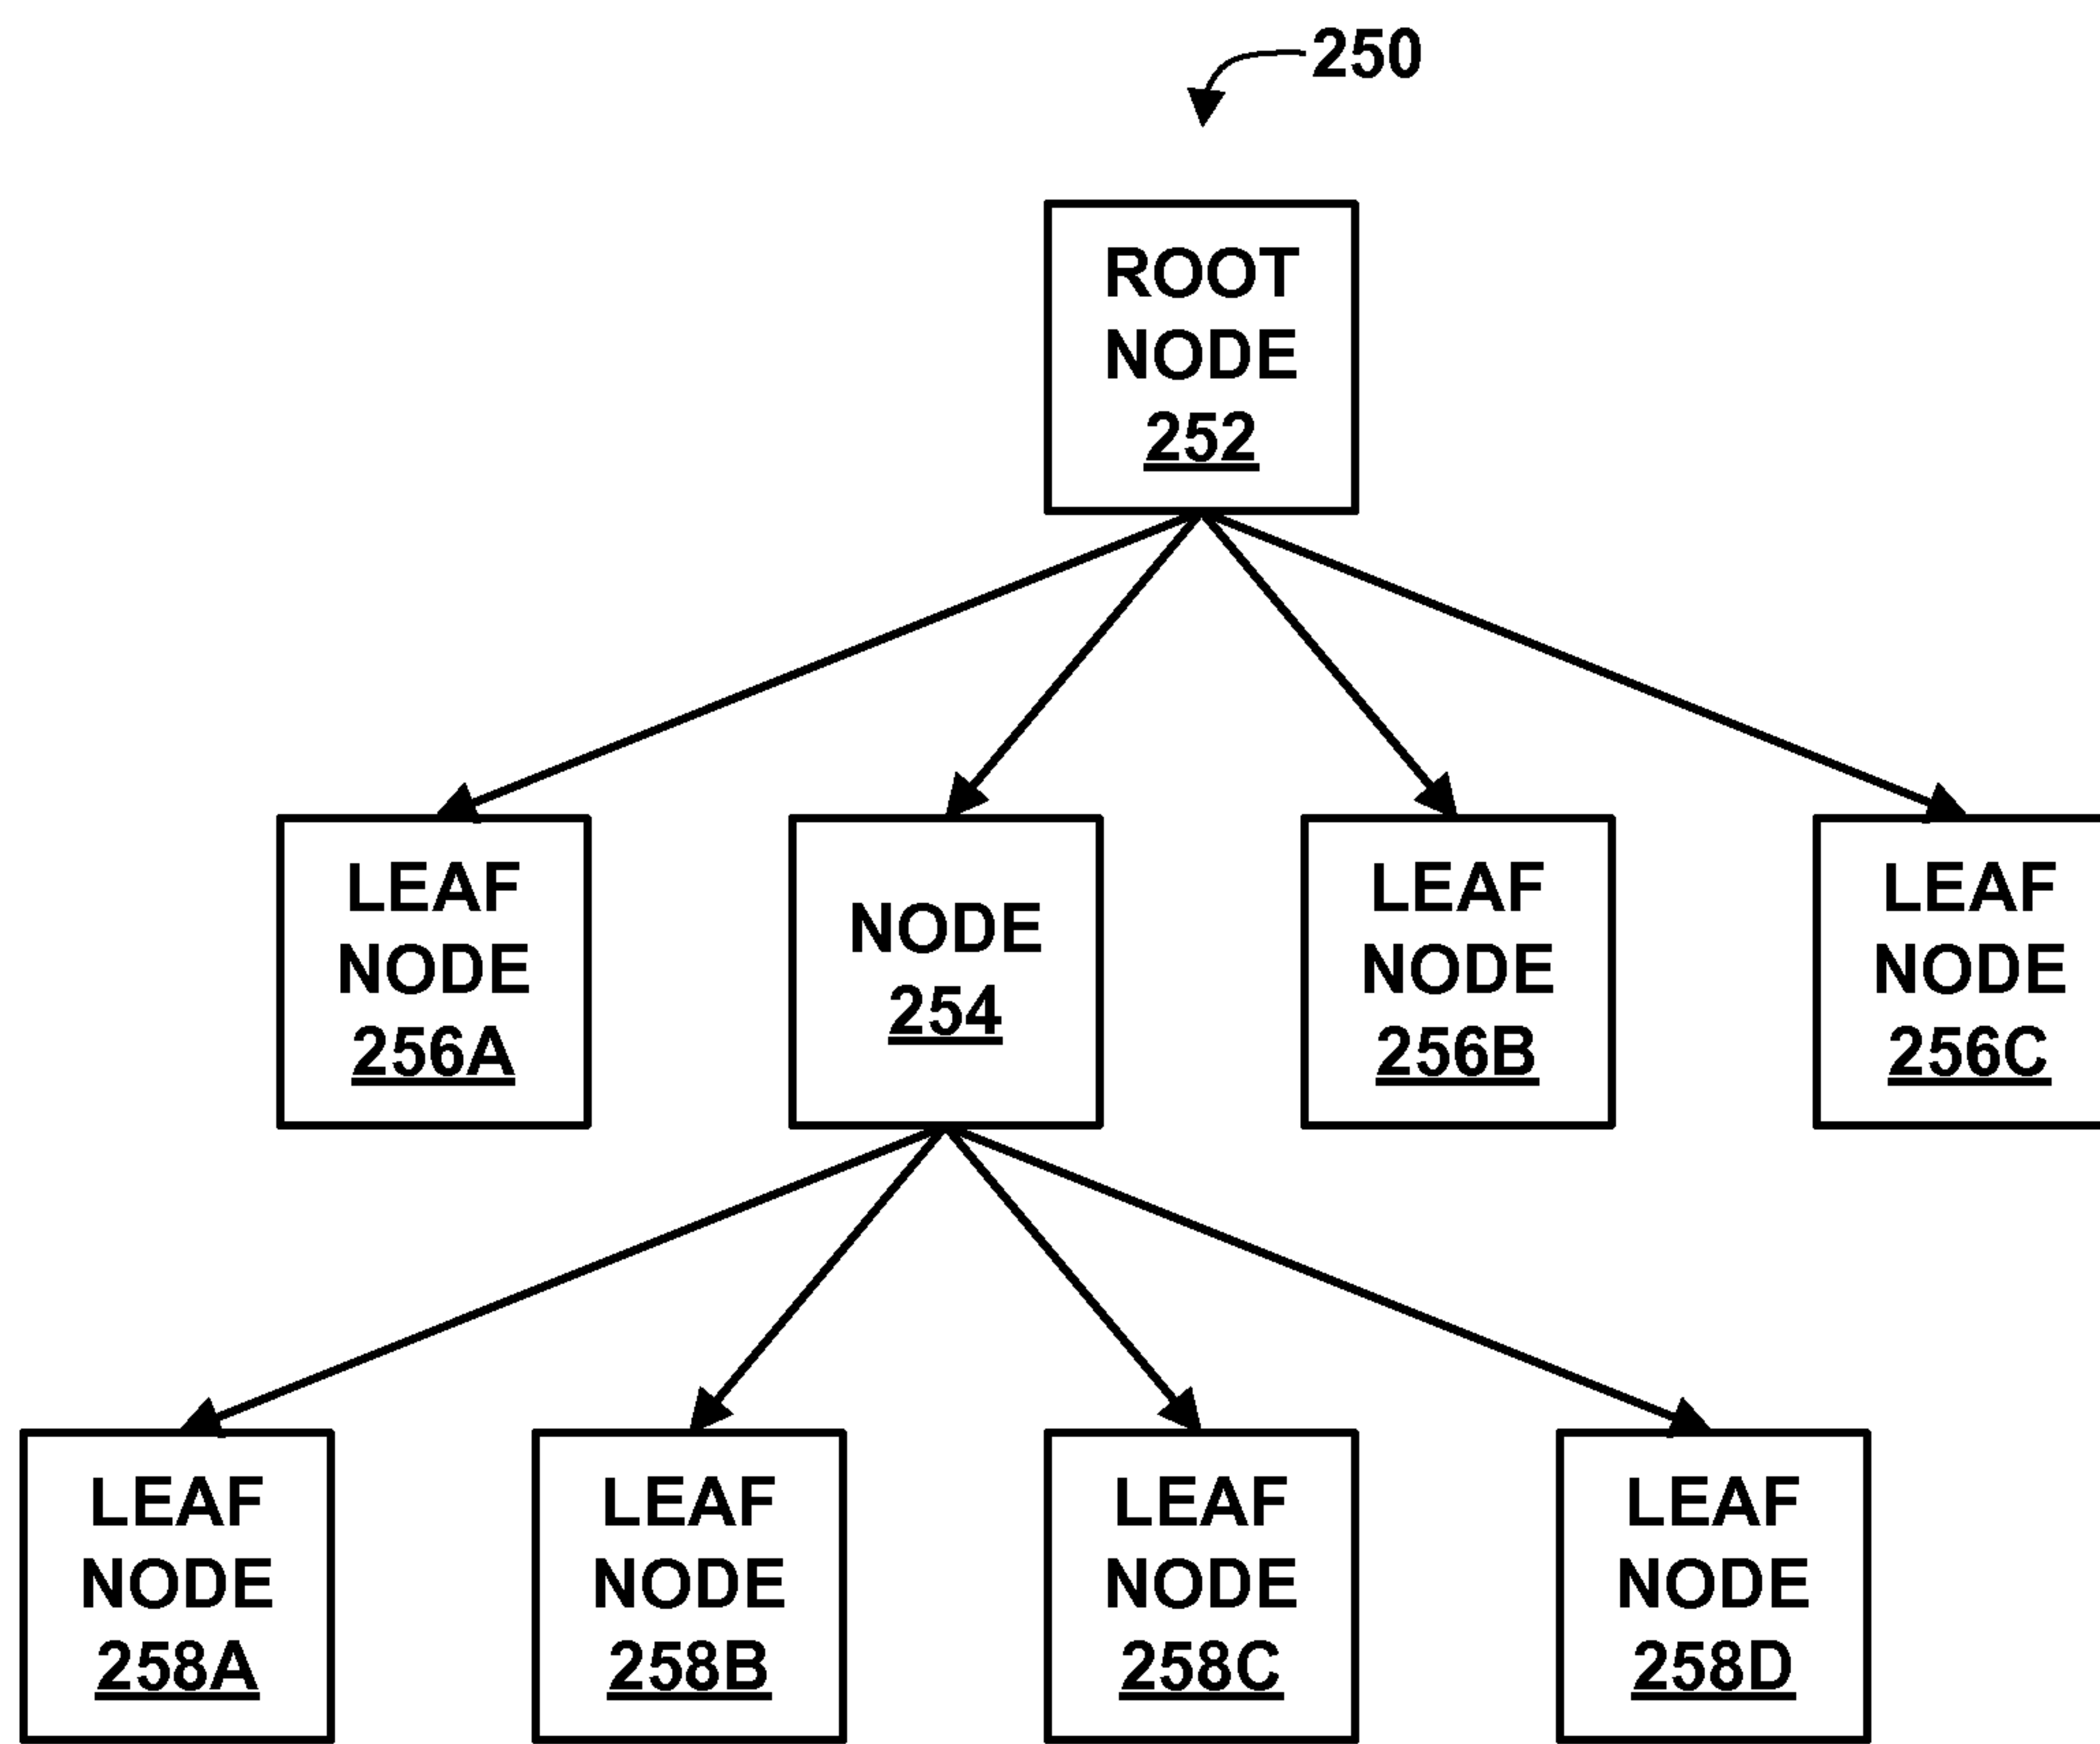 250
ROOT
NODE
252
LEAF
NODE
256A
NODE
254
LEAF
NODE
256B
LEAF
NODE
256C
LEAF
NODE
258A
LEAF
NODE
258B
LEAF
NODE
258C
LEAF
NODE
258D